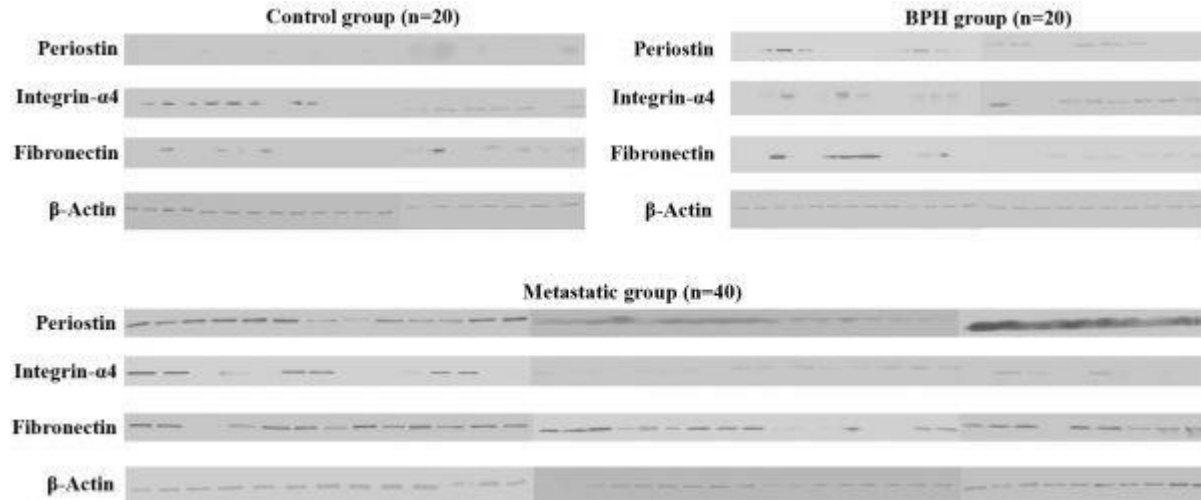 Control group (n=20)
Periostin
Integrin-α4
Fibronectin
β-Actin
BPH group (n=20)
Periostin
Integrin-α4
Fibronectin
β-Actin
Metastatic group (n=40)
Periostin
Integrin-α4
Fibronectin
β-Actin